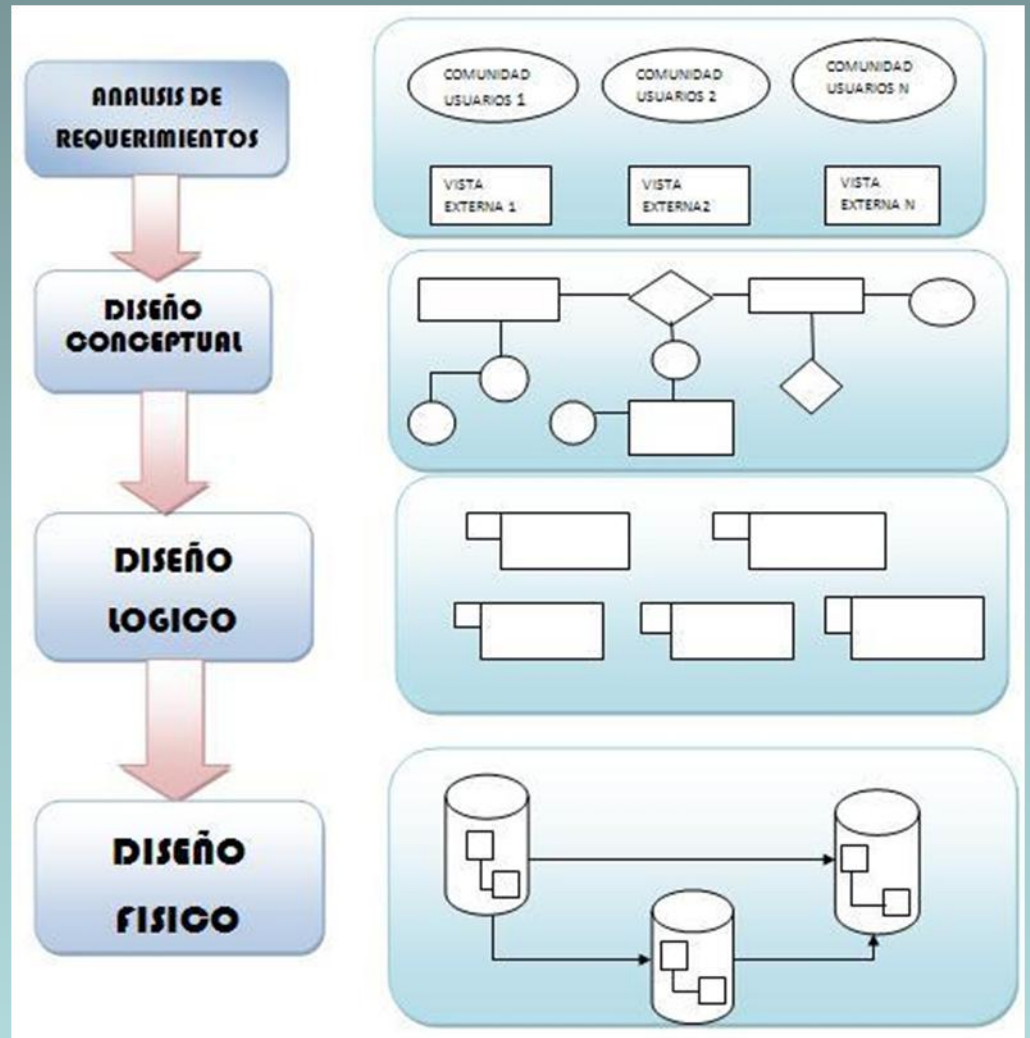 ANALISIS DE
REQUERIMIENTOS
COMUNIDAD
USUARIOS 1
COMUNIDAD
USUARIOS 2
COMUNIDAD
USUARIOS N
VISTA
EXTERNA 1
VISTA
EXTERNA2
VISTA
EXTERNA N
DISEÑO
CONCEPTUAL
DISEÑO
LOGICO
DISEÑO
FISICO